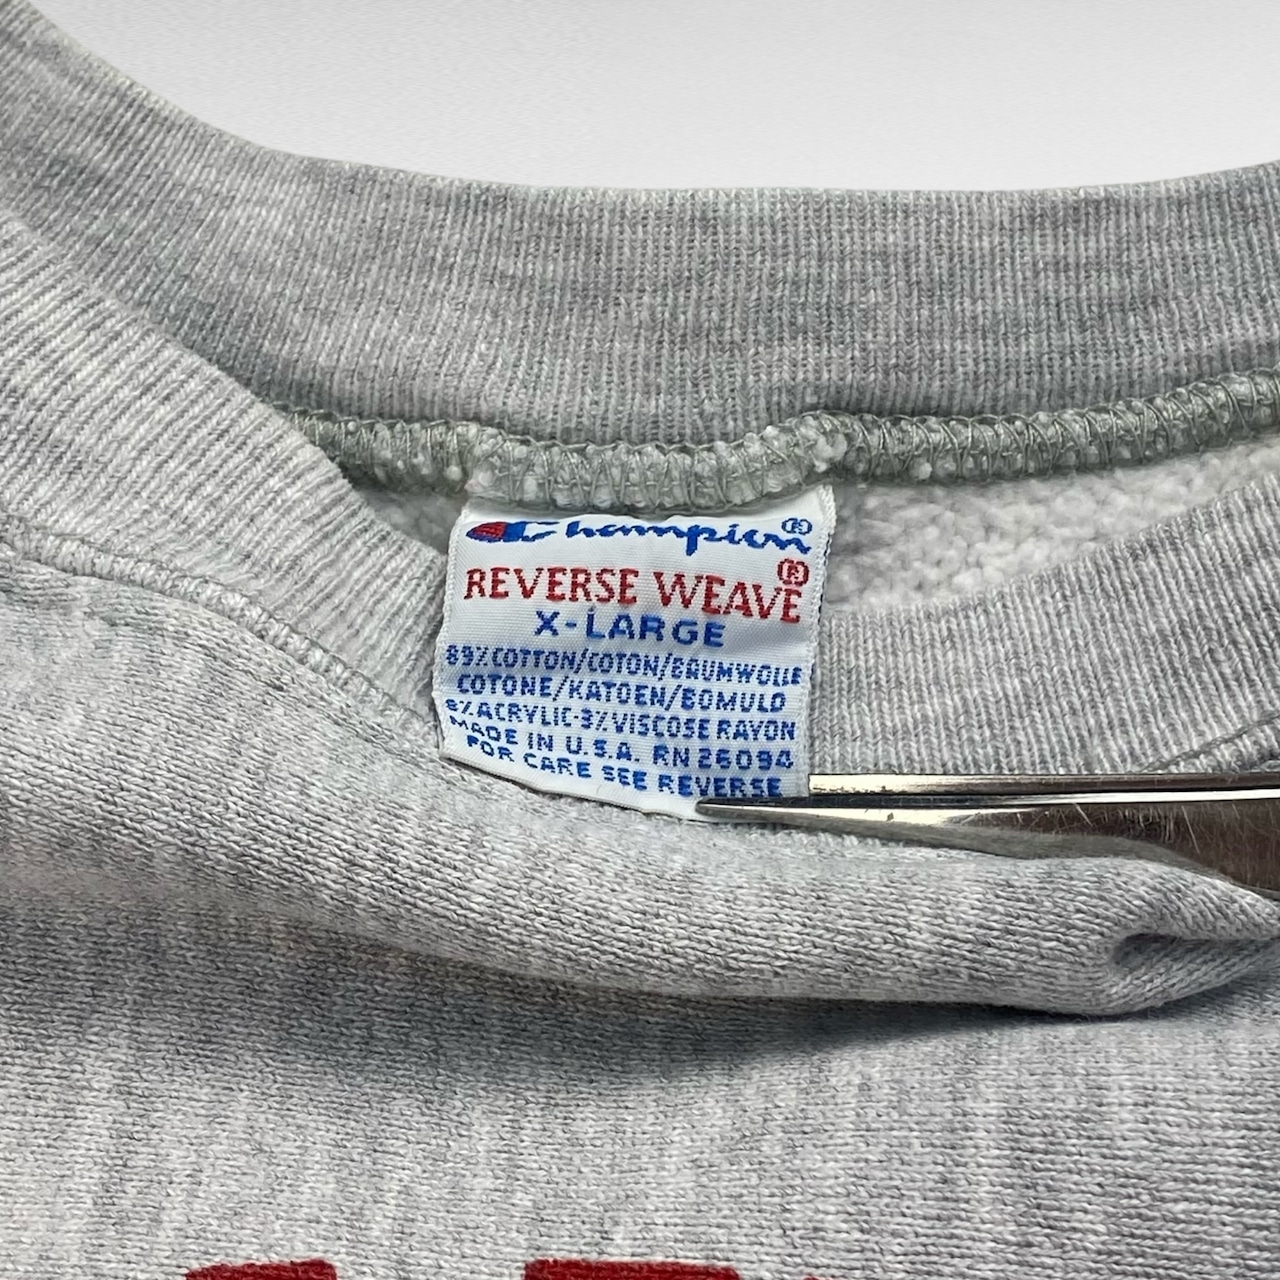 Champion®
REVERSE WEAVE®
X-LARGE
89% COTTON/COTON/BAUMWOLLE
COTONE/KATOEN/BOMULD
8% ACRYLIC-3% VISCOSE RAYON
MADE IN U.S.A. RN 26094
FOR CARE SEE REVERSE